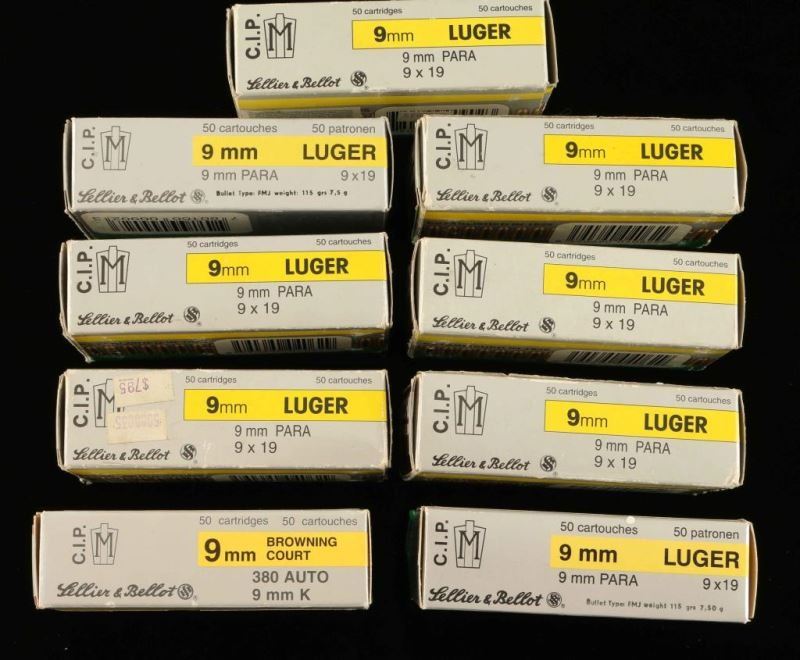 C.I.P. M
50 cartridges 50 cartouches
9mm LUGER
9 mm PARA
9 x 19
Sellier & Bellot
C.I.P. M
50 cartouches 50 patronen
9 mm LUGER
9 mm PARA 9 x 19
Sellier & Bellot Bullet Type: FMJ weight: 115 grs 7,5 g
C.I.P. M
50 cartridges 50 cartouches
9mm LUGER
9 mm PARA
9 x 19
Sellier & Bellot
C.I.P. M
50 cartridges 50 cartouches
9mm LUGER
9 mm PARA
9 x 19
Sellier & Bellot
C.I.P. M
50 cartridges 50 cartouches
9mm LUGER
9 mm PARA
9 x 19
Sellier & Bellot
C.I.P. M
$795
50 cartridges 50 cartouches
9mm LUGER
9 mm PARA
9 x 19
Sellier & Bellot
C.I.P. M
50 cartridges 50 cartouches
9mm LUGER
9 mm PARA
9 x 19
Sellier & Bellot
C.I.P. M
50 cartridges 50 cartouches
9mm BROWNING
COURT
380 AUTO
9 mm K
Sellier & Bellot
C.I.P. M
50 cartouches 50 patronen
9 mm LUGER
9 mm PARA 9 x19
Sellier & Bellot Bullet Type: FMJ weight 115 grs 7,50 g